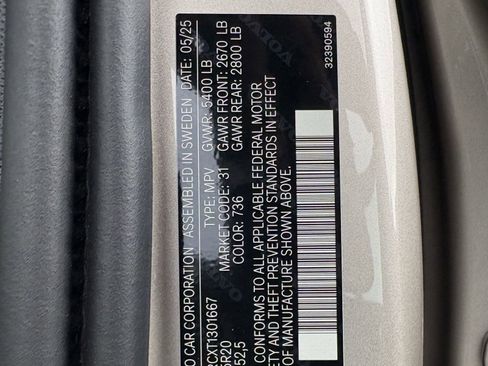 O CAR CORPORATION ASSEMBLED IN SWEDEN DATE: 05/25
TYPE: MPV GVWR: 5400 LB
MARKET CODE: 31 GAWR FRONT: 2670 LB
COLOR: 736 GAWR REAR: 2800 LB
RCXT1301667
5R20
52,5
CONFORMS TO ALL APPLICABLE FEDERAL MOTOR
Y AND THEFT PREVENTION STANDARDS IN EFFECT
OF MANUFACTURE SHOWN ABOVE.
32390594
VOLVO